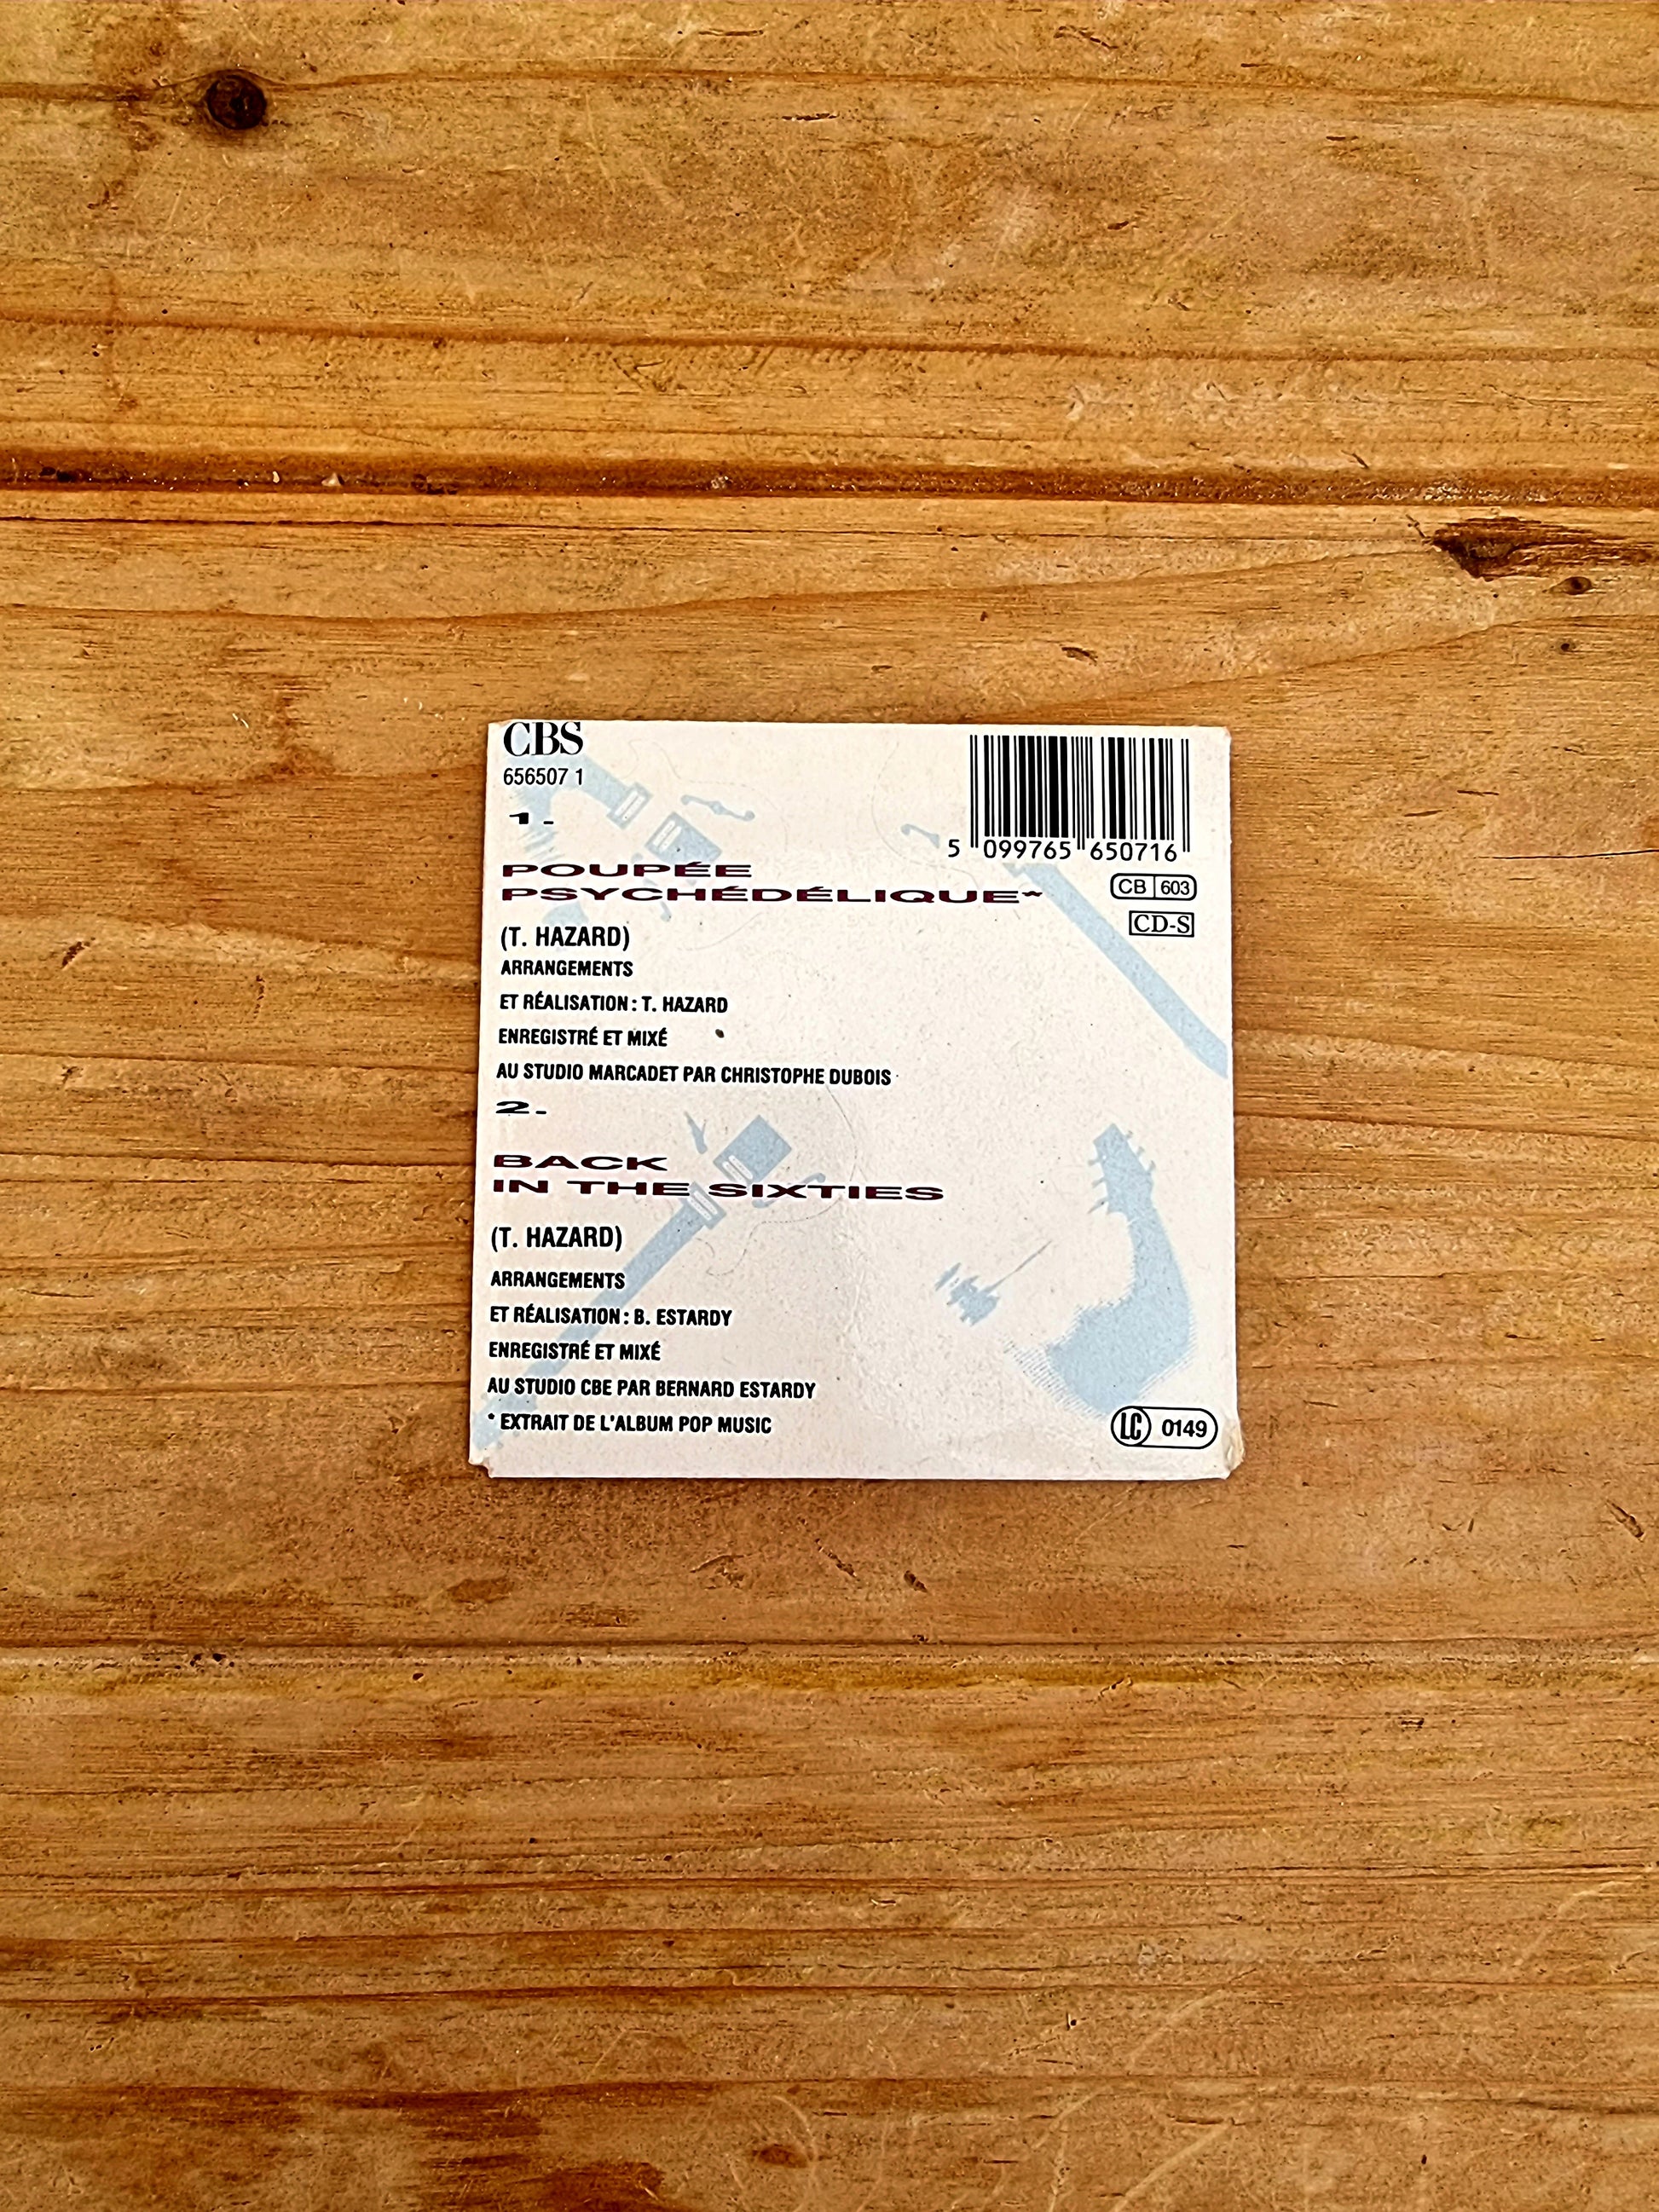 CBS
656507 1
1.
POUPÉE
PSYCHÉDÉLIQUE*
(T. HAZARD)
ARRANGEMENTS
ET RÉALISATION : T. HAZARD
ENREGISTRÉ ET MIXÉ
AU STUDIO MARCADET PAR CHRISTOPHE DUBOIS
2.
BACK
IN THE SIXTIES
(T. HAZARD)
ARRANGEMENTS
ET RÉALISATION : B. ESTARDY
ENREGISTRÉ ET MIXÉ
AU STUDIO CBE PAR BERNARD ESTARDY
* EXTRAIT DE L'ALBUM POP MUSIC
5 099765 650716
CB 603
CD-S
LC 0149